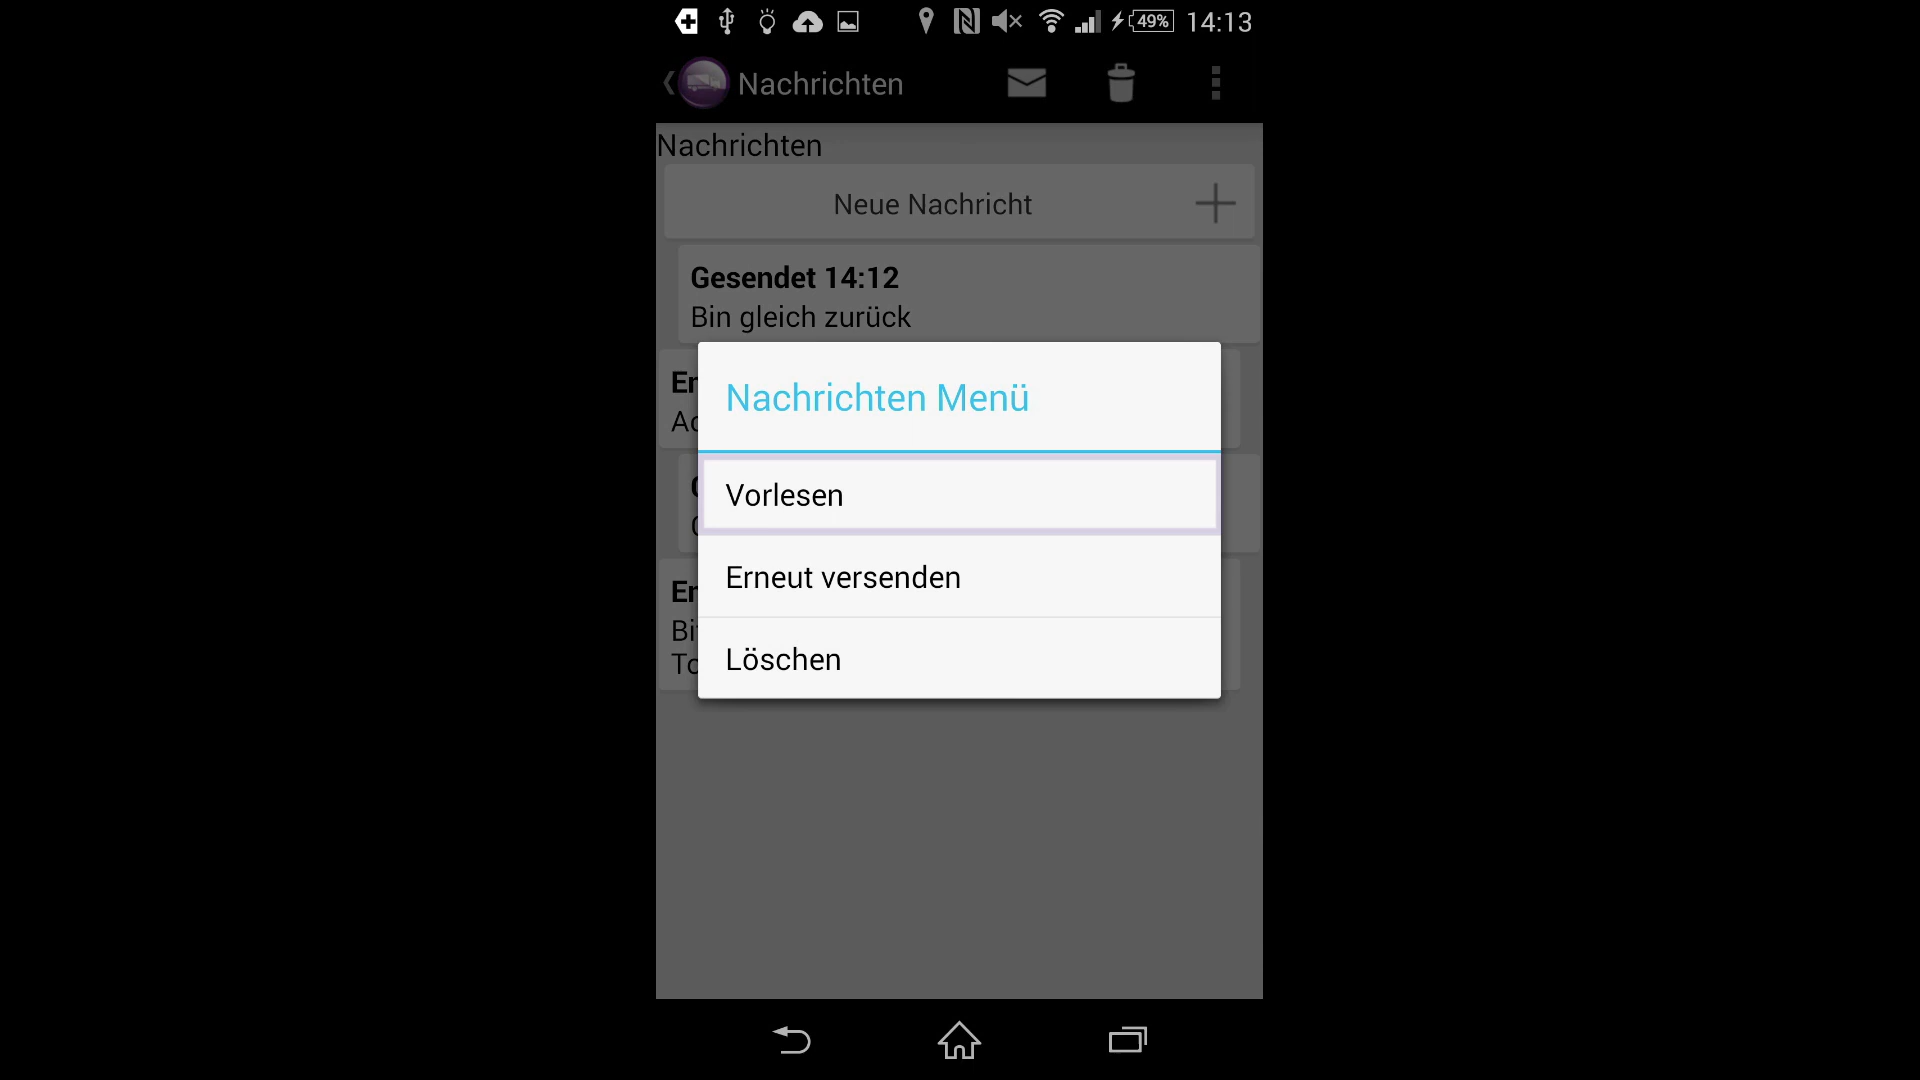 49% 14:13
Nachrichten
Nachrichten
Neue Nachricht
Gesendet 14:12
Bin gleich zurück
Nachrichten Menü
Vorlesen
Erneut versenden
Löschen